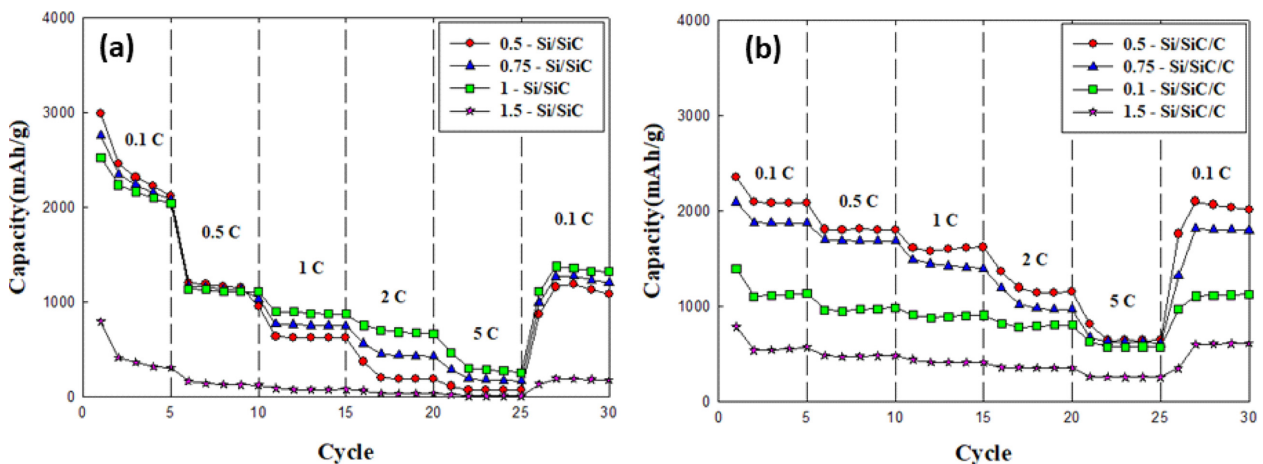 (a)
0.5 - Si/SiC
0.75 - Si/SiC
1 - Si/SiC
1.5 - Si/SiC
0.1 C
0.5 C
1 C
2 C
5 C
0.1 C
Capacity(mAh/g)
4000
3000
2000
1000
0
0
5
10
15
20
25
30
Cycle
(b)
0.5 - Si/SiC/C
0.75 - Si/SiC/C
0.1 - Si/SiC/C
1.5 - Si/SiC/C
0.1 C
0.5 C
1 C
2 C
5 C
0.1 C
Capacity(mAh/g)
4000
3000
2000
1000
0
0
5
10
15
20
25
30
Cycle